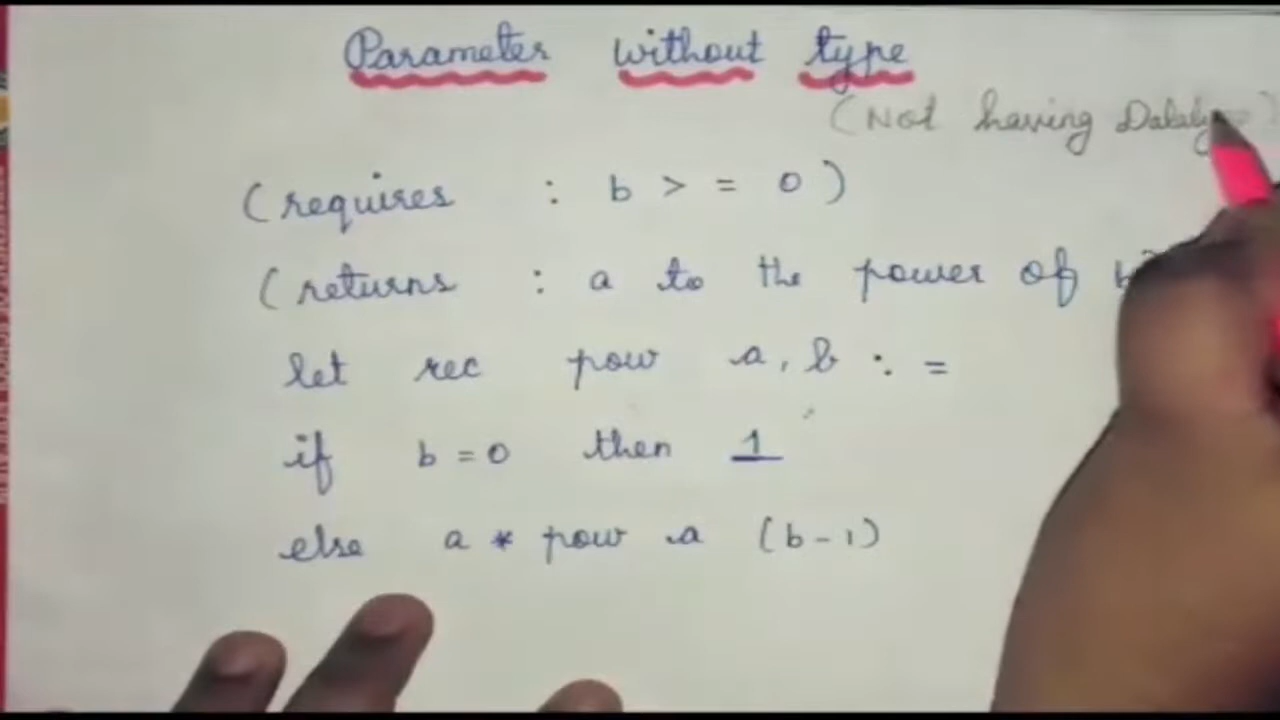 Parameter without type
(Not having
(requires : b > = 0)
(returns : a to the power of
let rec pow a, b : =
if b = 0 then 1
else a * pow a (b - 1)